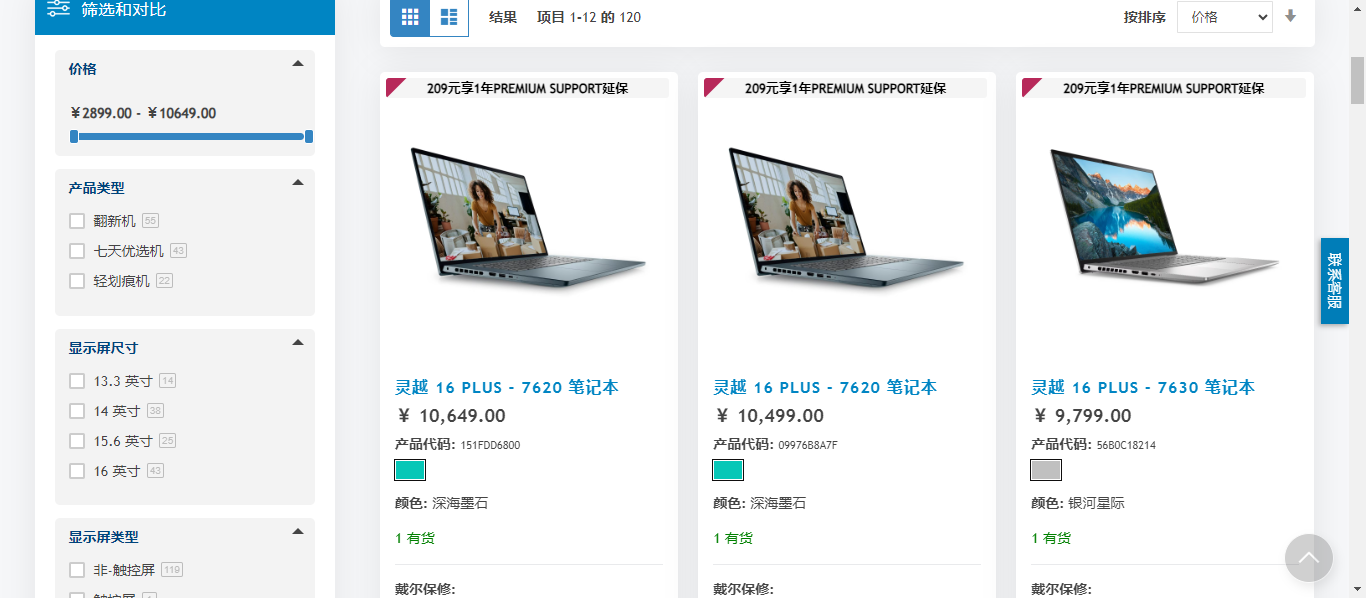 筛选和对比
价格
￥2899.00 - ￥10649.00
产品类型
翻新机 55
七天优选机 43
轻划痕机 22
显示屏尺寸
13.3 英寸 14
14 英寸 38
15.6 英寸 25
16 英寸 43
显示屏类型
非-触控屏 119
触控屏
结果 项目 1-12 的 120
按排序 价格
209元享1年PREMIUM SUPPORT延保
灵越 16 PLUS - 7620 笔记本
￥ 10,649.00
产品代码: 151FDD6800
颜色: 深海墨石
1 有货
戴尔保修:
209元享1年PREMIUM SUPPORT延保
灵越 16 PLUS - 7620 笔记本
￥ 10,499.00
产品代码: 09976B8A7F
颜色: 深海墨石
1 有货
戴尔保修:
209元享1年PREMIUM SUPPORT延保
灵越 16 PLUS - 7630 笔记本
￥ 9,799.00
产品代码: 56B0C18214
颜色: 银河星际
1 有货
戴尔保修:
联系客服